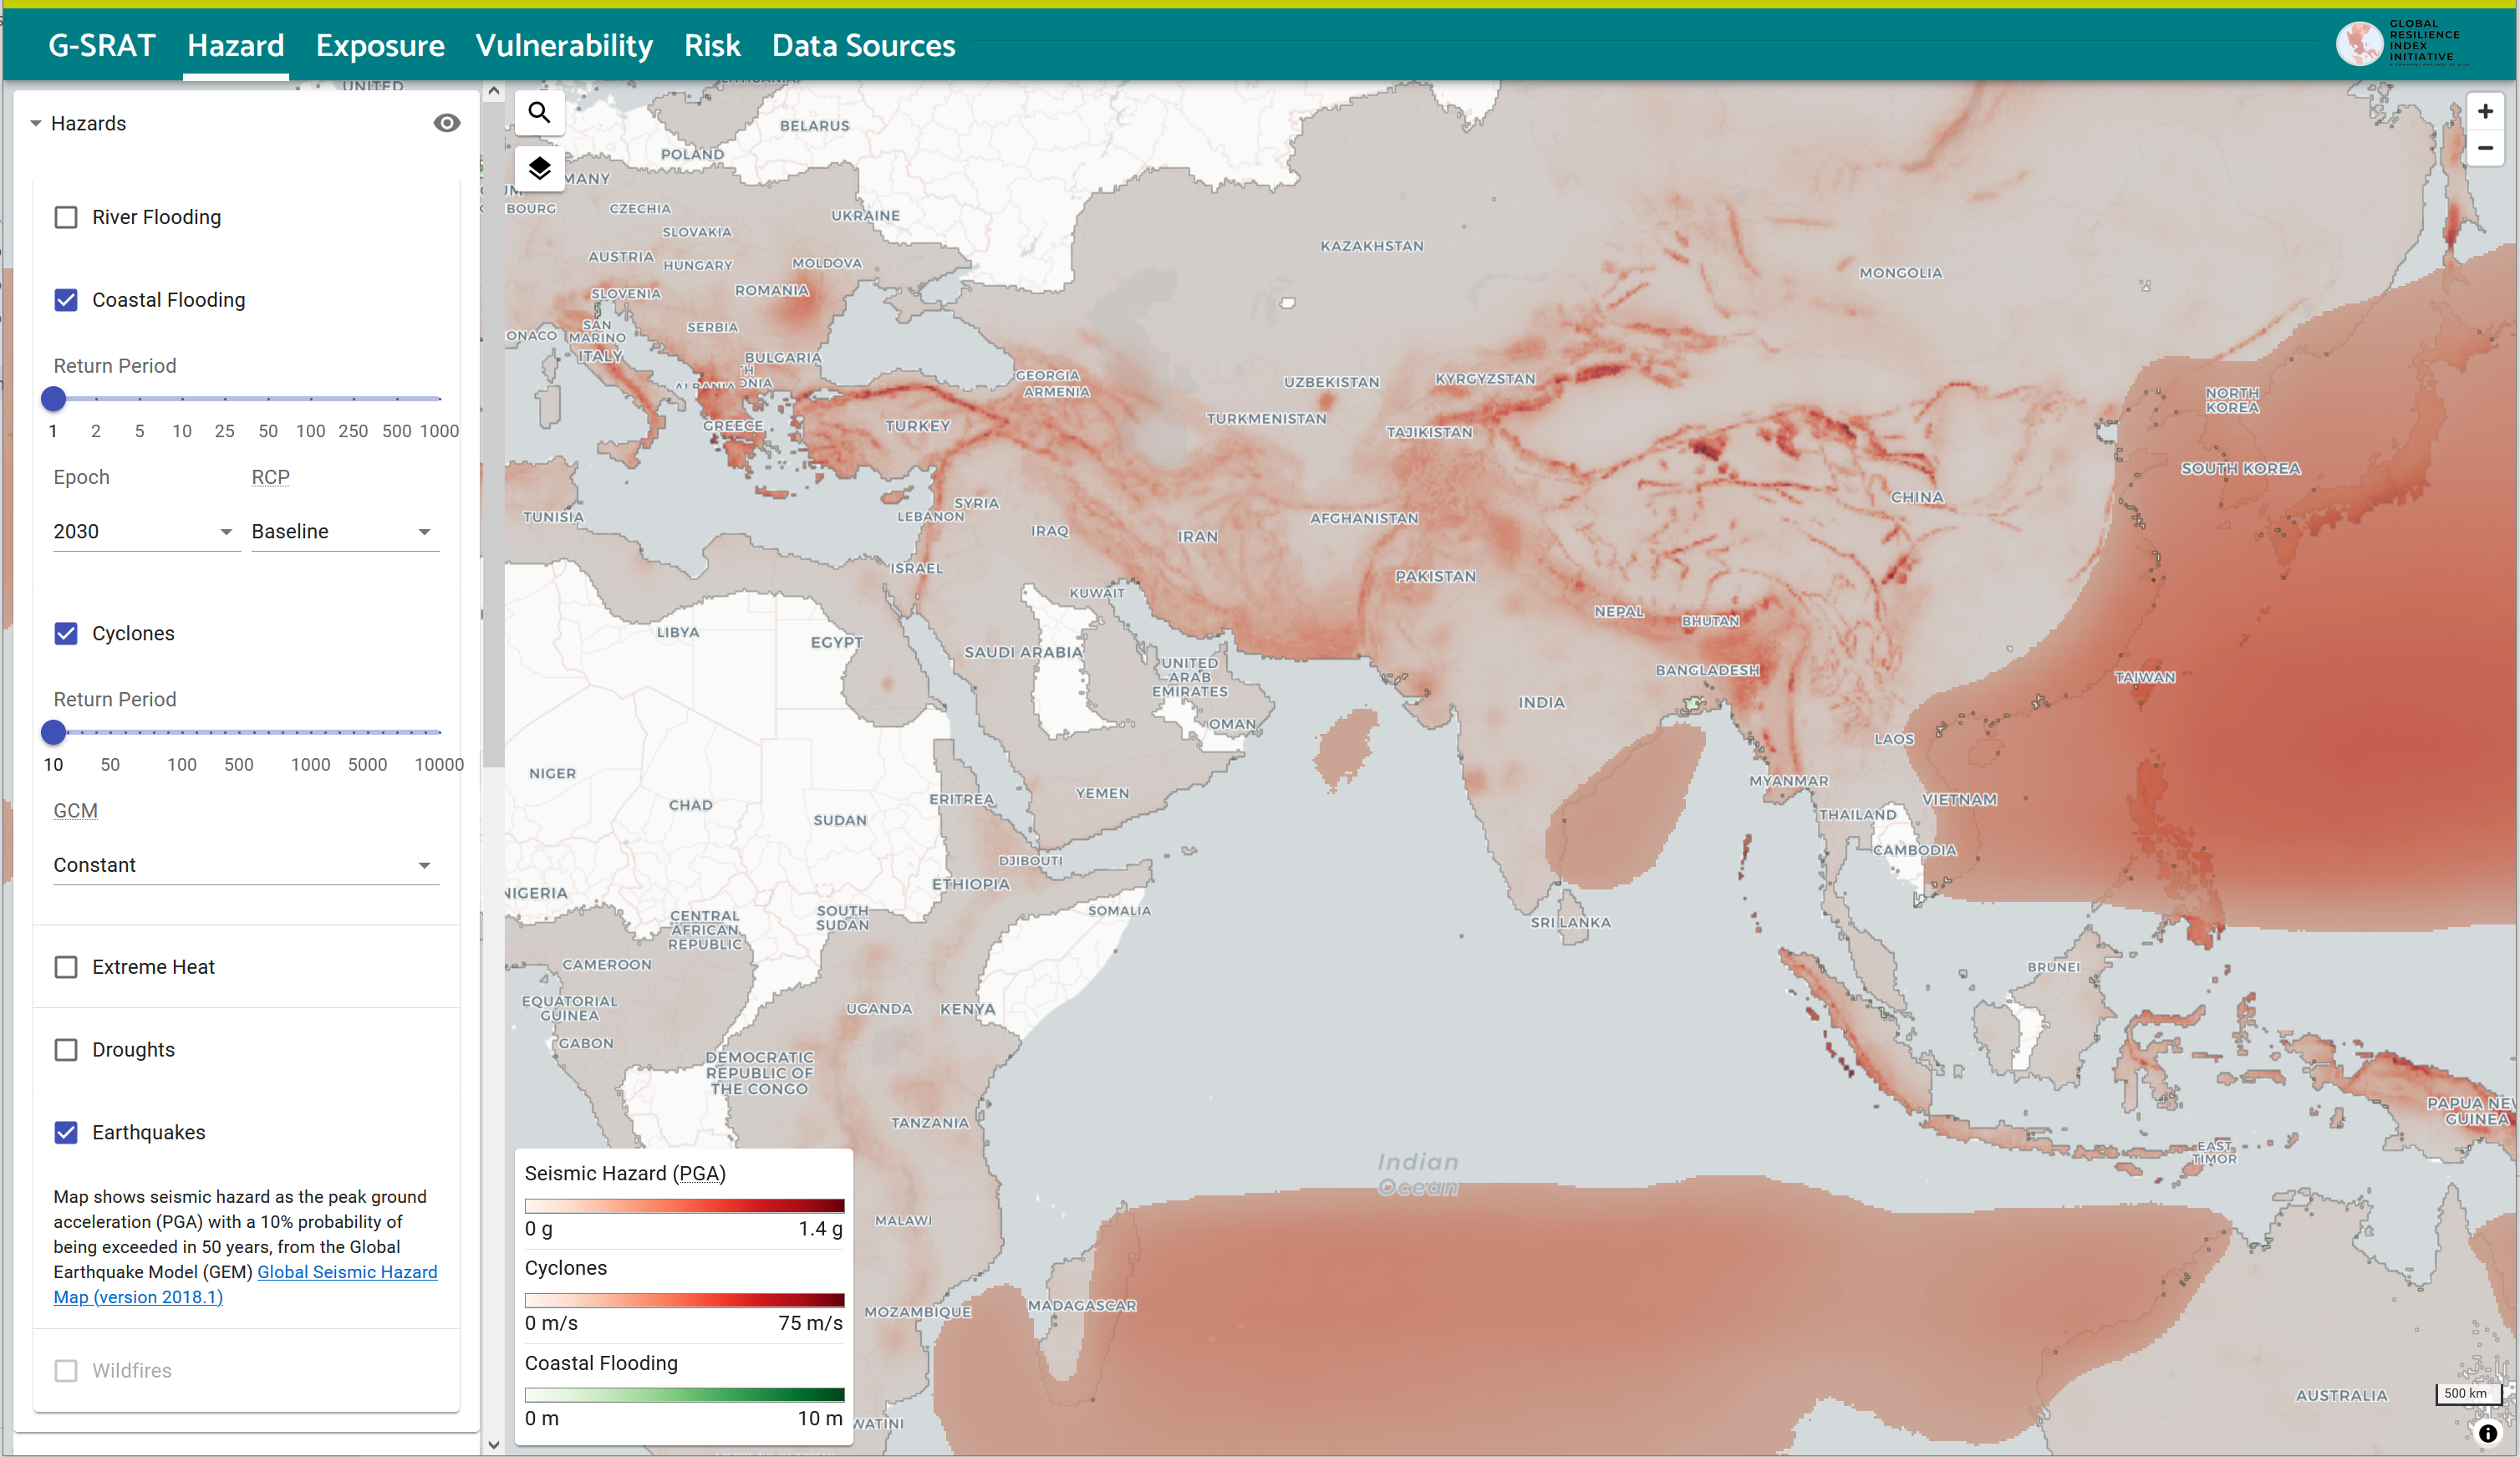 G-SRAT Hazard Exposure Vulnerability Risk Data Sources
GLOBAL
RESILIENCE
INDEX
INITIATIVE
Hazards
River Flooding
Coastal Flooding
Return Period
1 2 5 10 25 50 100 250 500 1000
Epoch RCP
2030 Baseline
Cyclones
Return Period
10 50 100 500 1000 5000 10000
GCM
Constant
Extreme Heat
Droughts
Earthquakes
Map shows seismic hazard as the peak ground
acceleration (PGA) with a 10% probability of
being exceeded in 50 years, from the Global
Earthquake Model (GEM) Global Seismic Hazard
Map (version 2018.1)
Wildfires
UNITED
BELARUS
POLAND
MANY
BOURG
CZECHIA
UKRAINE
SLOVAKIA
AUSTRIA
HUNGARY
MOLDOVA
SLOVENIA
ROMANIA
SAN
MARINO
ONACO
SERBIA
ITALY
BULGARIA
ALBANIA
GREECE
TURKEY
GEORGIA
ARMENIA
KAZAKHSTAN
MONGOLIA
UZBEKISTAN
KYRGYZSTAN
TURKMENISTAN
TAJIKISTAN
NORTH
KOREA
SOUTH KOREA
CHINA
TUNISIA
SYRIA
LEBANON
IRAQ
IRAN
AFGHANISTAN
ISRAEL
PAKISTAN
KUWAIT
NEPAL
BHUTAN
LIBYA
EGYPT
SAUDI ARABIA
UNITED
ARAB
EMIRATES
BANGLADESH
TAIWAN
INDIA
OMAN
LAOS
NIGER
CHAD
SUDAN
ERITREA
YEMEN
MYANMAR
VIETNAM
THAILAND
CAMBODIA
DJIBOUTI
ETHIOPIA
NIGERIA
CENTRAL
AFRICAN
REPUBLIC
SOUTH
SUDAN
SOMALIA
SRI LANKA
CAMEROON
BRUNEI
EQUATORIAL
GUINEA
UGANDA
KENYA
GABON
DEMOCRATIC
REPUBLIC OF
THE CONGO
TANZANIA
PAPUA NEW
GUINEA
EAST
TIMOR
Indian
Ocean
MALAWI
MOZAMBIQUE
MADAGASCAR
WATINI
AUSTRALIA
Seismic Hazard (PGA)
0 g 1.4 g
Cyclones
0 m/s 75 m/s
Coastal Flooding
0 m 10 m
500 km